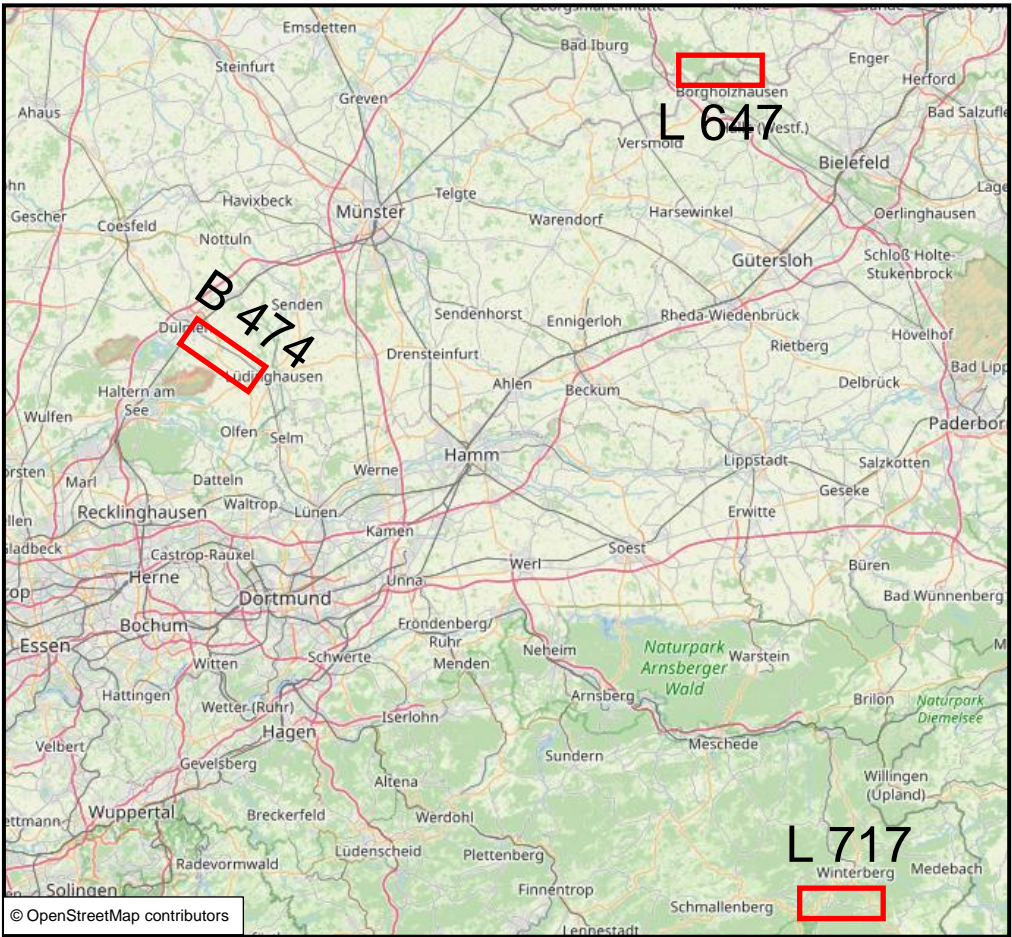 Emsdetten
Bad Iburg
Steinfurt
Enger
Herford
Borgholzhausen
Greven
Ahaus
L 647
Versmold
Bielefeld
Telgte
Havixbeck
Münster
Gescher
Coesfeld
Warendorf
Harsewinkel
Oerlinghausen
Nottuln
Gütersloh
Schloß Holte-
Stukenbrock
B 474
Senden
Sendenhorst
Ennigerloh
Rheda-Wiedenbrück
Hövelhof
Rietberg
Drensteinfurt
Lüdinghausen
Ahlen
Beckum
Delbrück
Haltern am
See
Wulfen
Olfen
Selm
Hamm
Lippstadt
Salzkotten
Werne
Marl
Datteln
Geseke
Recklinghausen
Waltrop
Lünen
Erwitte
Kamen
Castrop-Rauxel
Soest
Herne
Werl
Büren
Unna
Dortmund
Bad Wünnenberg
Bochum
Fröndenberg/
Ruhr
Essen
Schwerte
Neheim
Naturpark
Arnsberger
Wald
Warstein
Witten
Menden
Hattingen
Wetter (Ruhr)
Arnsberg
Brilon
Naturpark
Diemelsee
Iserlohn
Hagen
Velbert
Meschede
Sundern
Gevelsberg
Altena
Willingen
(Upland)
Wuppertal
Breckerfeld
Werdohl
Lüdenscheid
Plettenberg
L 717
Radevormwald
Winterberg
Medebach
Solingen
Finnentrop
Schmallenberg
Lennestadt
© OpenStreetMap contributors